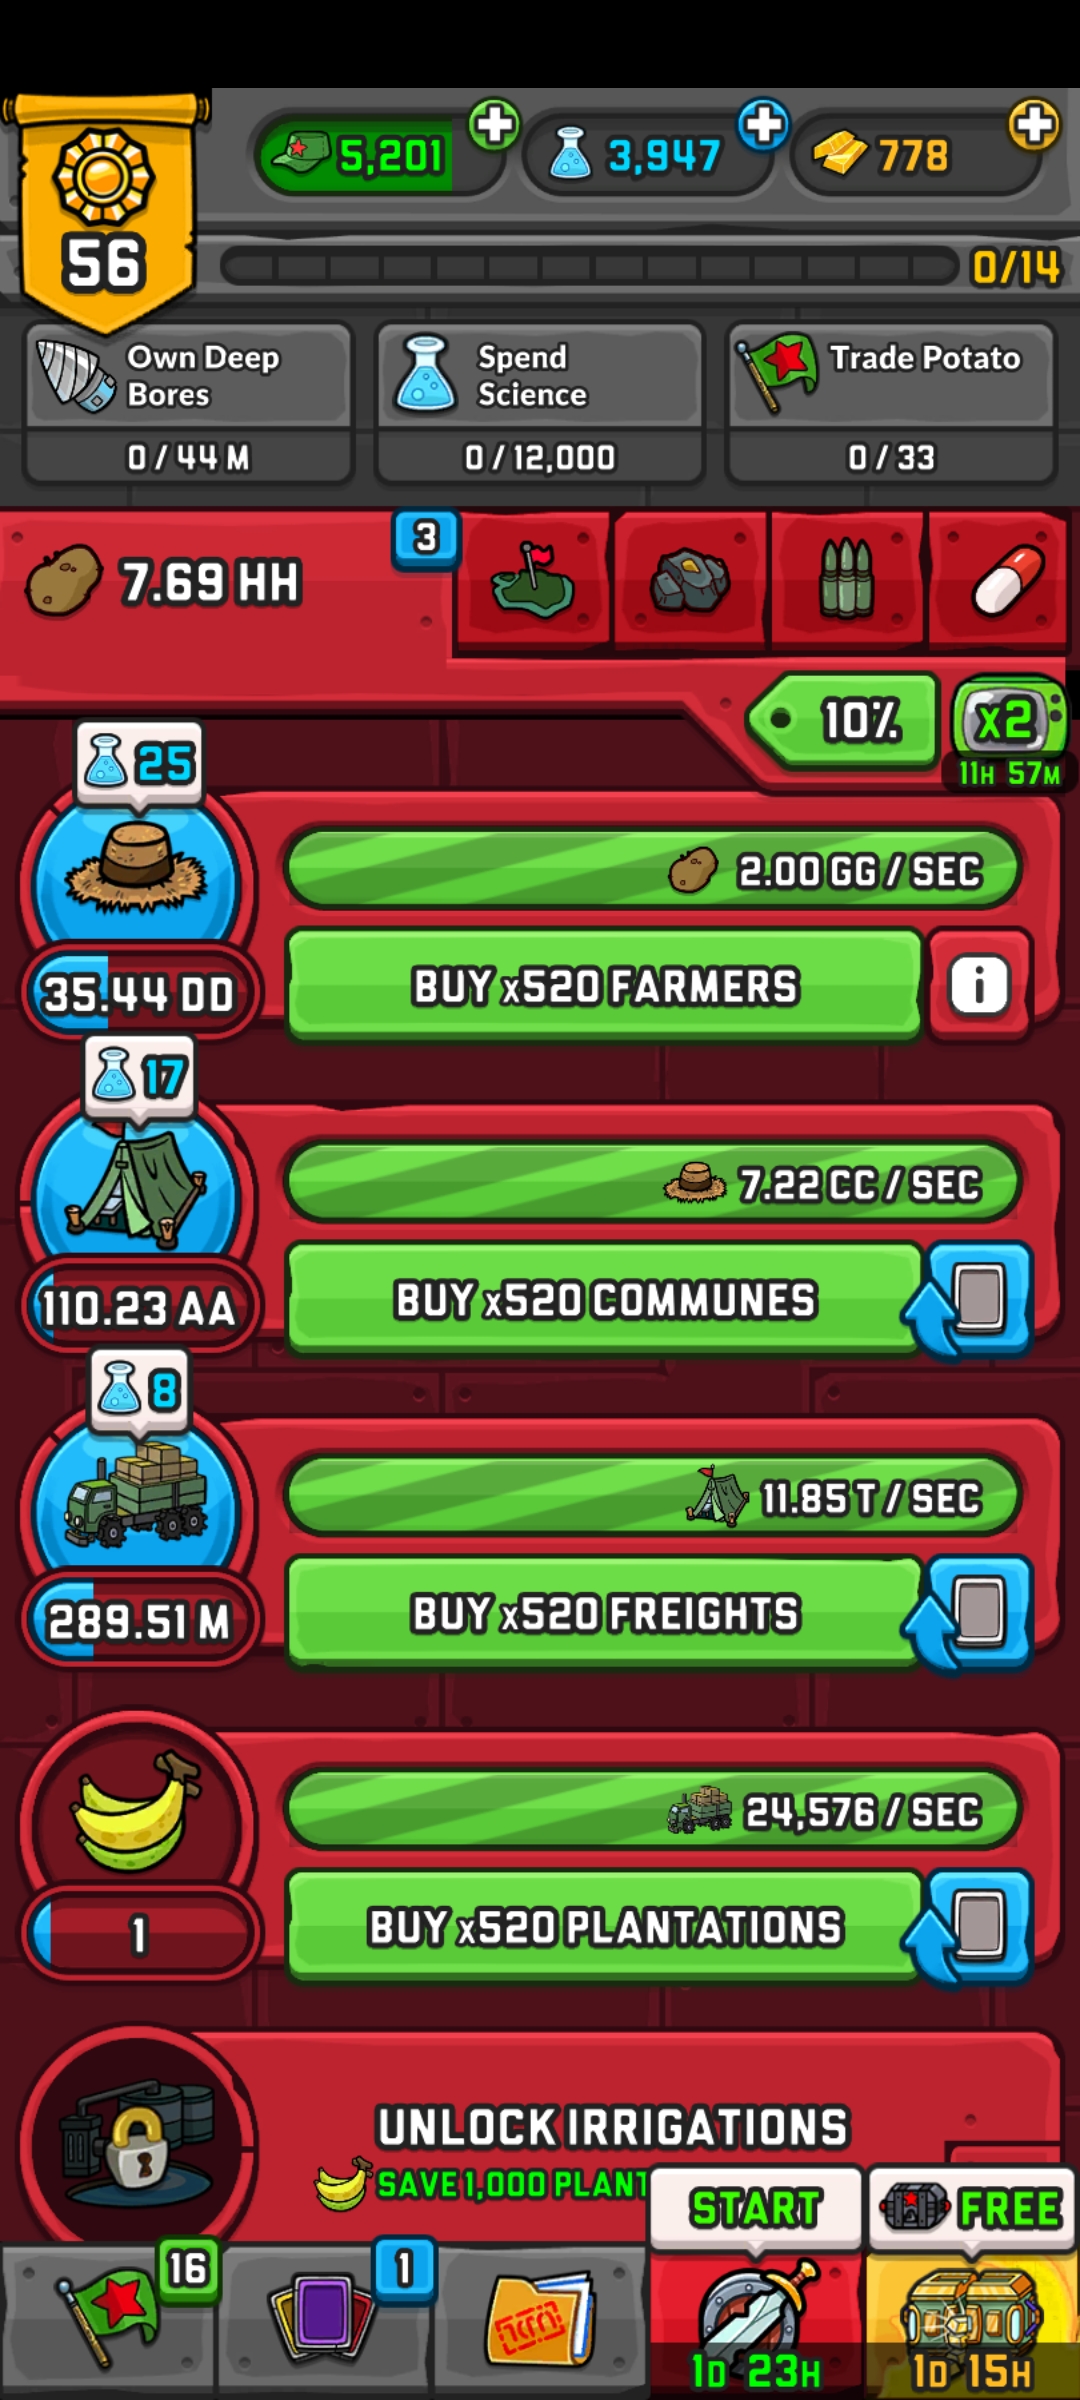 5,201
3,947
778
56
0/14
Own Deep Bores
0 / 44 M
Spend Science
0 / 12,000
Trade Potato
0 / 33
7.69 HH
3
10%
x2
11H 57M
25
2.00 GG / SEC
35.44 DD
BUY x520 FARMERS
i
17
7.22 CC / SEC
110.23 AA
BUY x520 COMMUNES
8
11.85 T / SEC
289.51 M
BUY x520 FREIGHTS
24,576 / SEC
1
BUY x520 PLANTATIONS
UNLOCK IRRIGATIONS
SAVE 1,000 PLANT
START
FREE
16
1
1D 23H
1D 15H